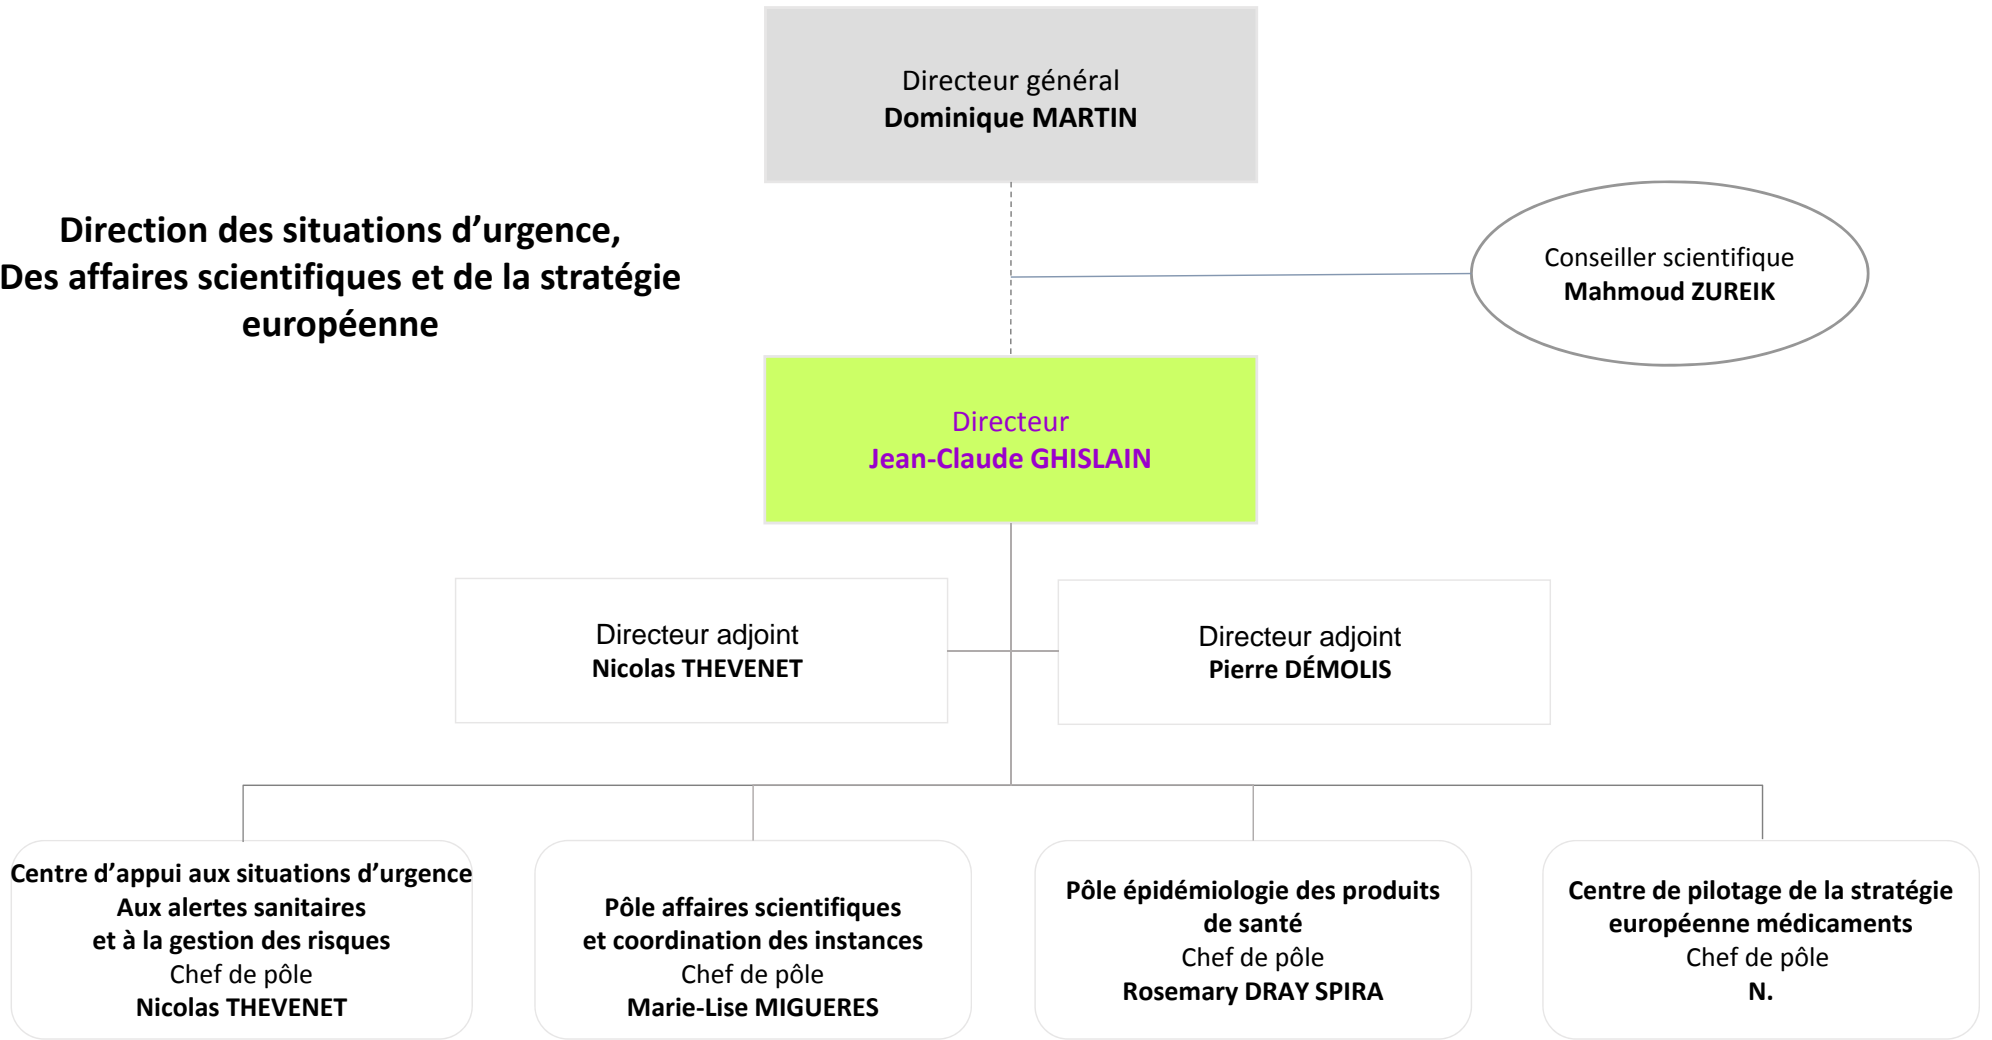 Directeur général
Dominique MARTIN
Direction des situations d’urgence,
Des affaires scientifiques et de la stratégie
européenne
Conseiller scientifique
Mahmoud ZUREIK
Directeur
Jean-Claude GHISLAIN
Directeur adjoint
Nicolas THEVENET
Directeur adjoint
Pierre DÉMOLIS
Centre d’appui aux situations d’urgence
Aux alertes sanitaires
et à la gestion des risques
Chef de pôle
Nicolas THEVENET
Pôle affaires scientifiques
et coordination des instances
Chef de pôle
Marie-Lise MIGUERES
Pôle épidémiologie des produits
de santé
Chef de pôle
Rosemary DRAY SPIRA
Centre de pilotage de la stratégie
européenne médicaments
Chef de pôle
N.